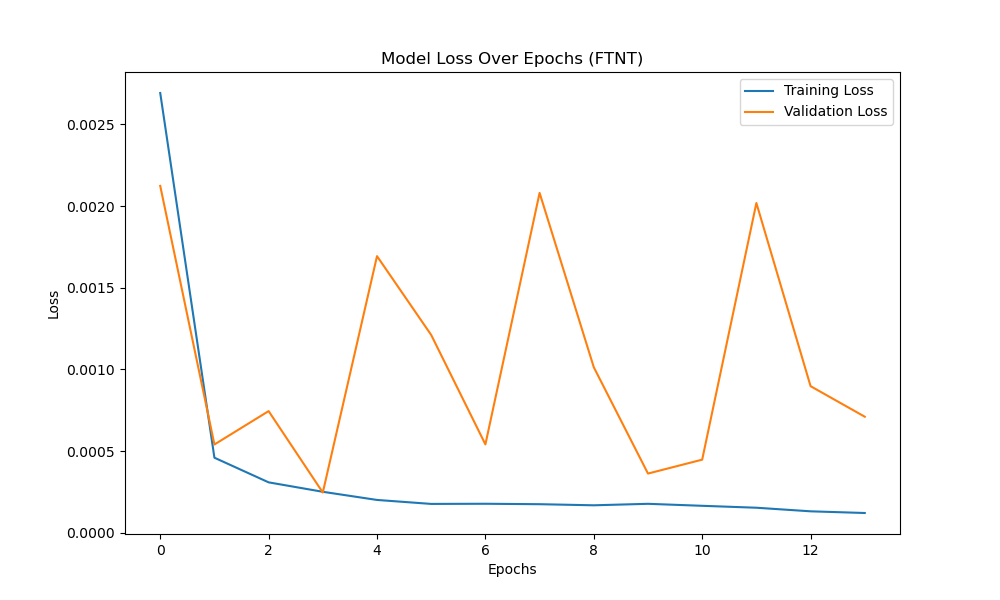 Model Loss Over Epochs (FTNT)
Training Loss
Validation Loss
0.0025
0.0020
0.0015
0.0010
0.0005
0.0000
Loss
0 2 4 6 8 10 12
Epochs